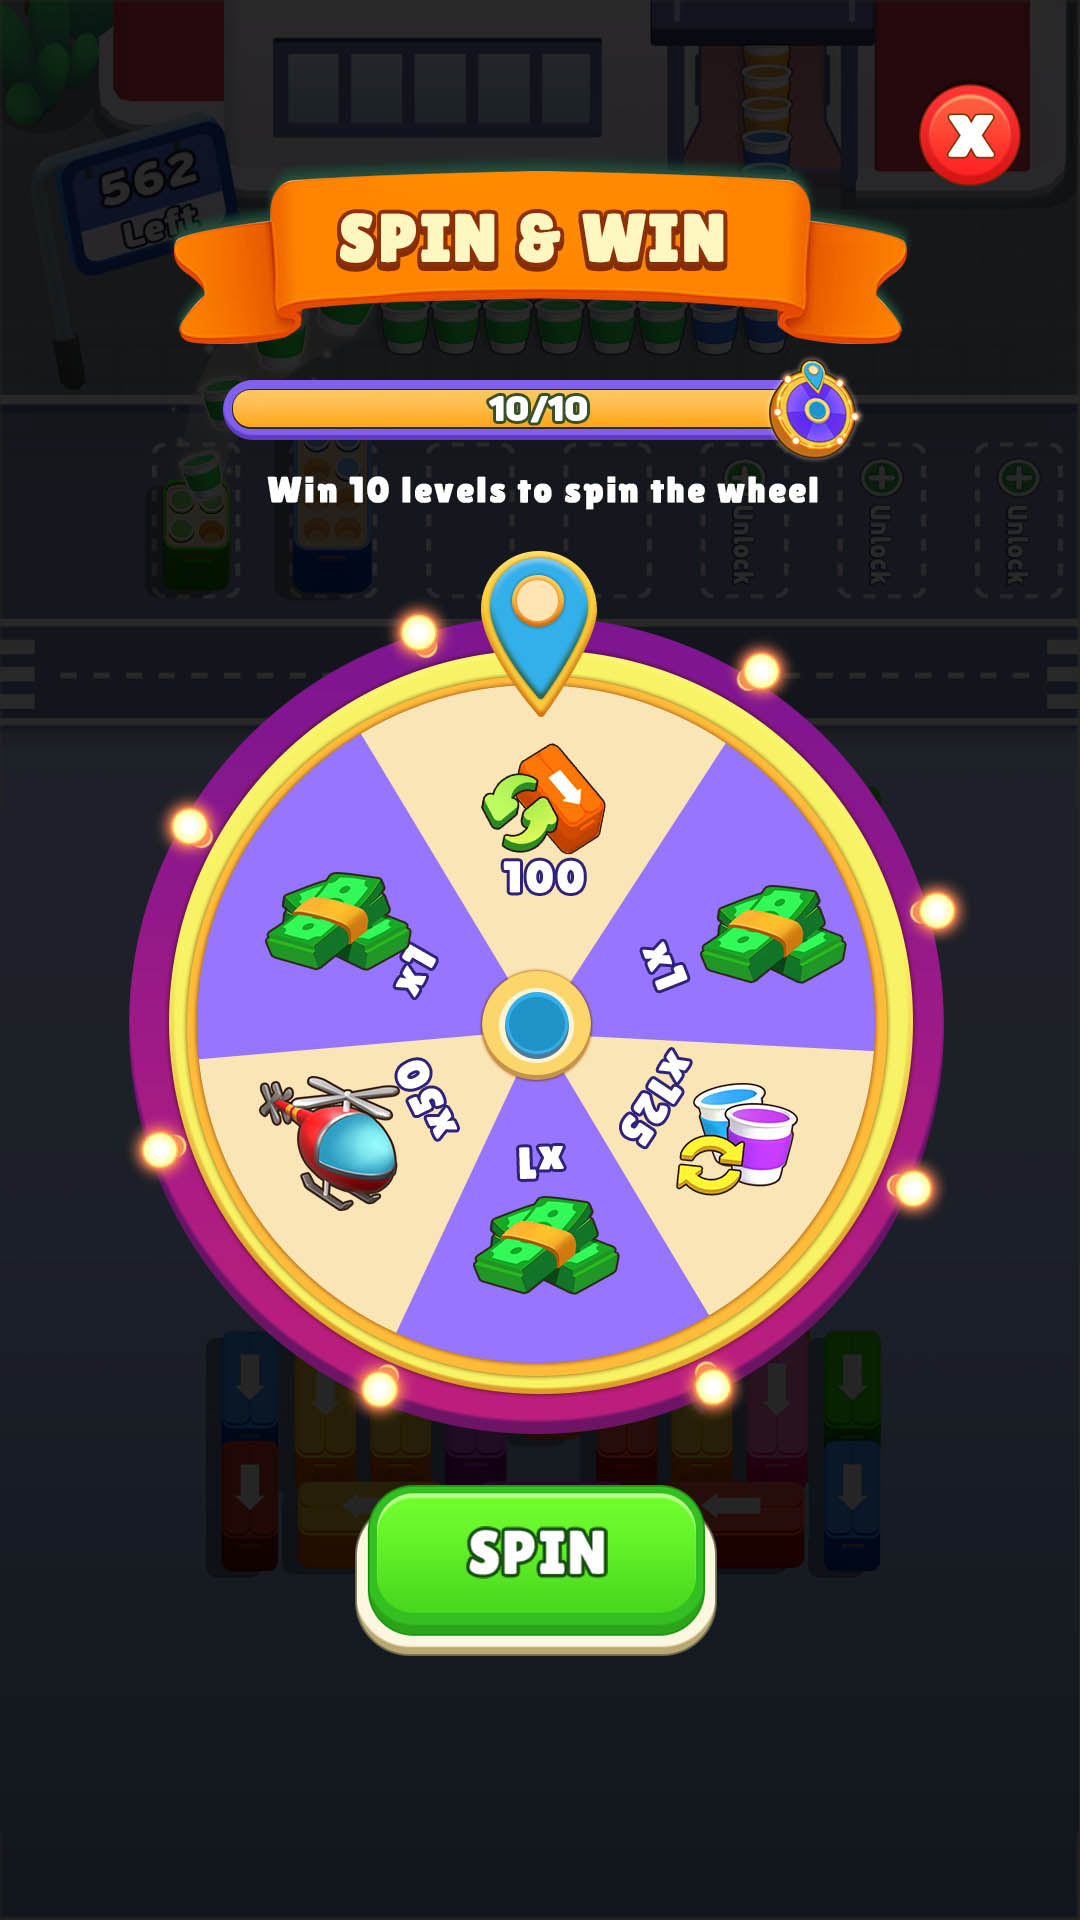 562
Left
X
SPIN & WIN
10/10
Win 10 levels to spin the wheel
Unlock
Unlock
Unlock
100
x1
x1
x50
x125
x1
SPIN